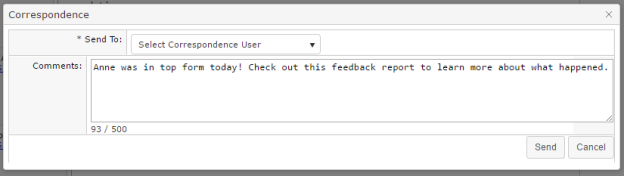 Correspondence
* Send To: Select Correspondence User
Comments: Anne was in top form today! Check out this feedback report to learn more about what happened.
93 / 500
Send Cancel